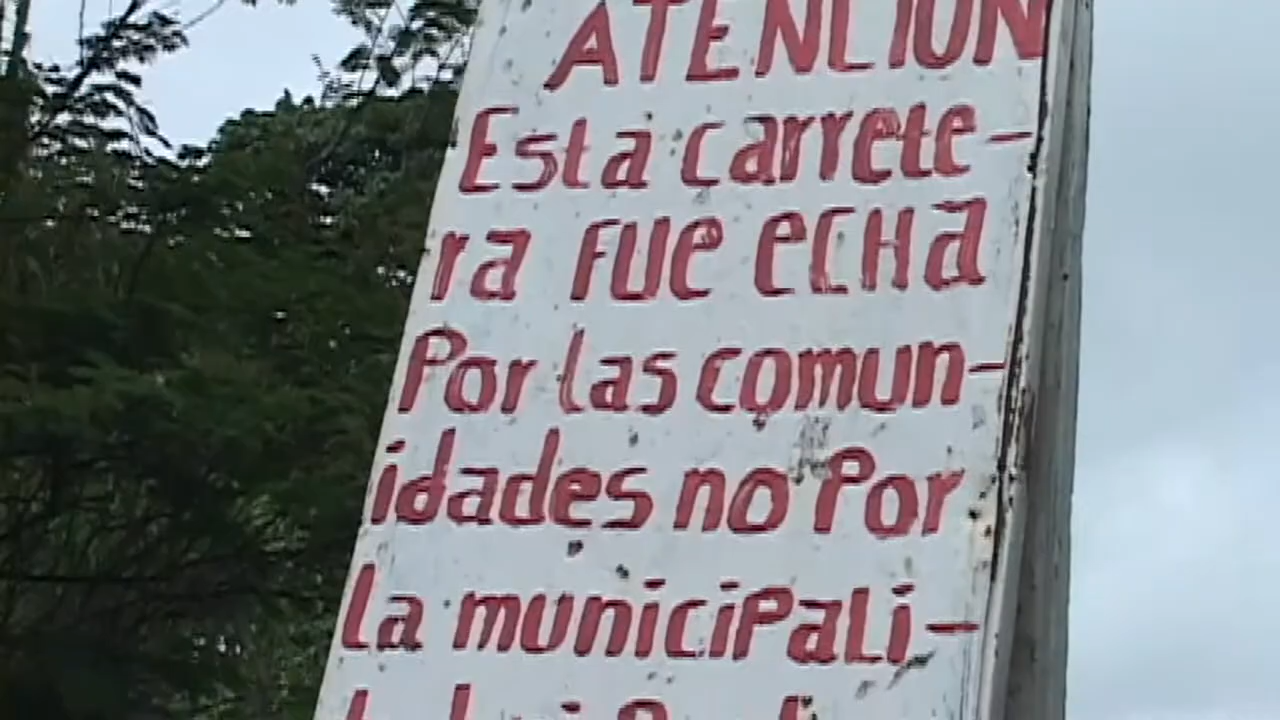 ATENCION
Esta carrete-
ra FUE ECHA
Por las comun-
idades no Por
La municipali-